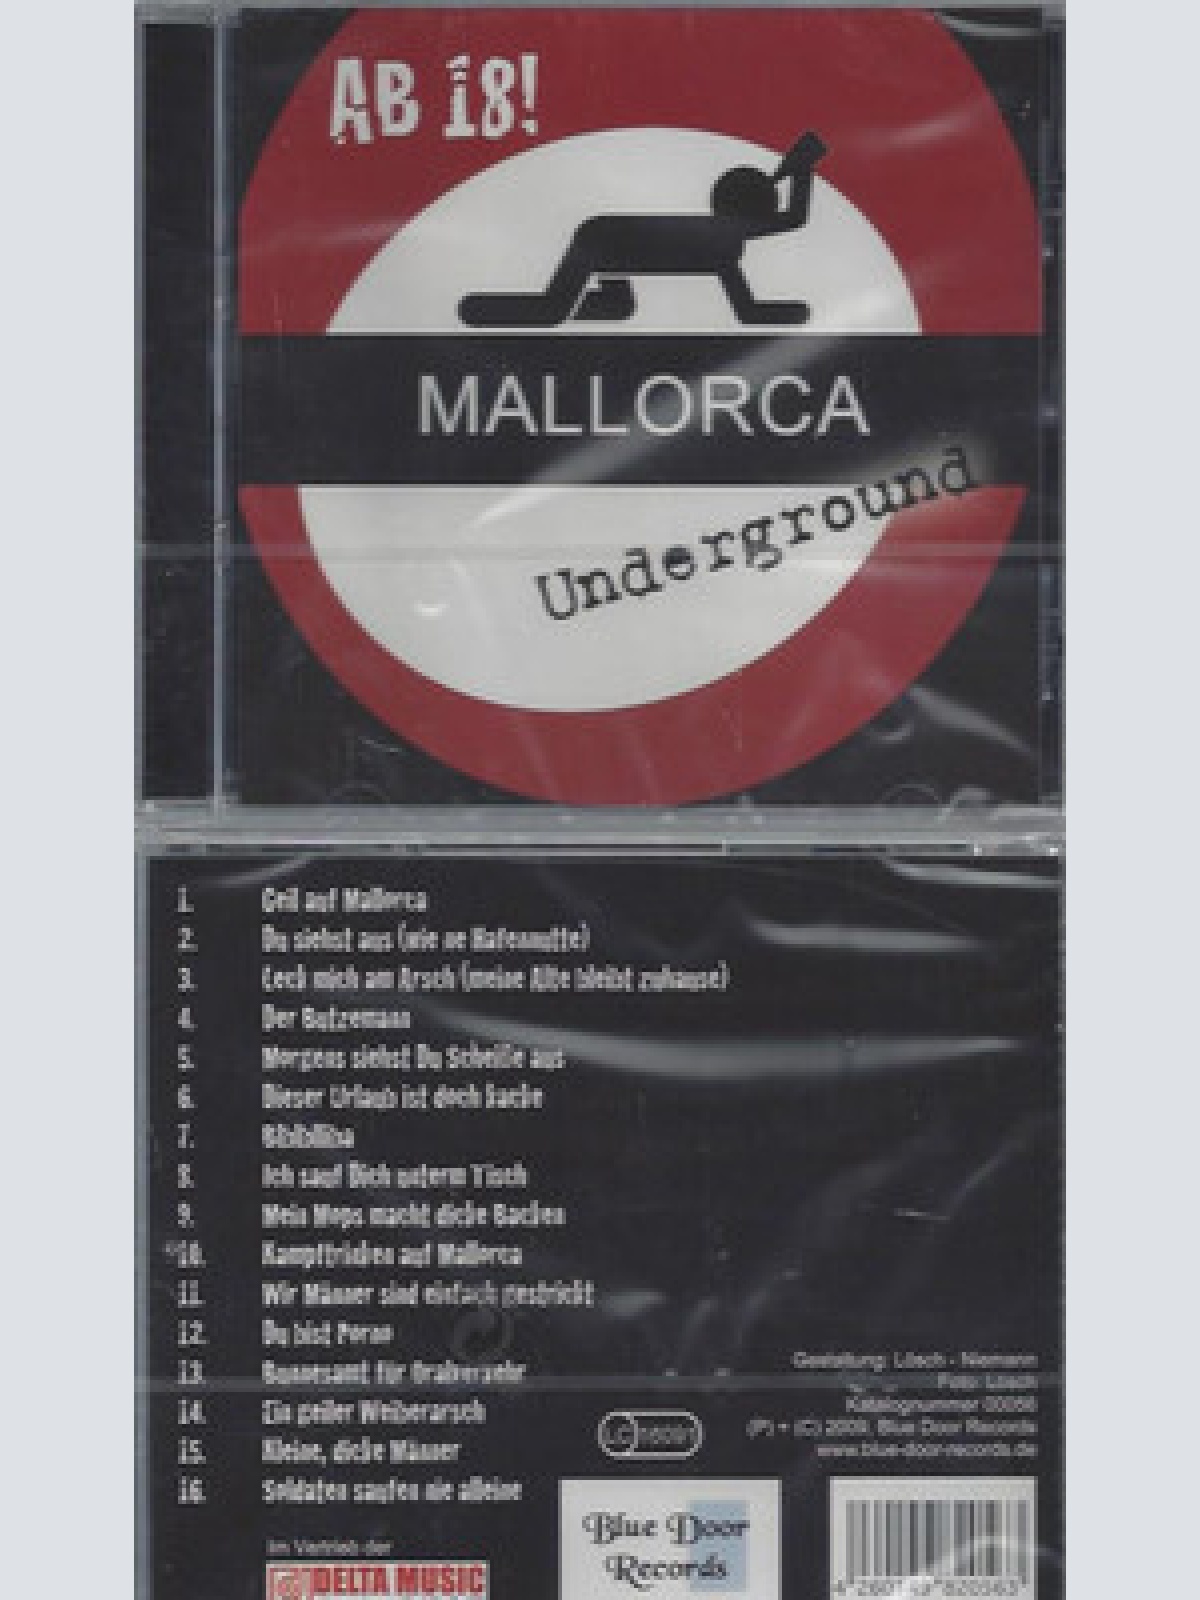 AB 18!
MALLORCA
Underground
1. Geil auf Mallorca
2. Du siehst aus (wie ne Hafennutte)
3. Leck mich am Arsch (meine Alte bleibt zuhause)
4. Der Butzemann
5. Morgens siehst Du Scheiße aus
6. Dieser Urlaub ist doch kacke
7.
8. Ich sauf Dich unterm Tisch
9. Mein Mops macht dicke Backen
10. Kampftrinken auf Mallorca
11. Wir Männer sind einfach gestrickt
12. Du bist Porno
13. für Oralverkehr
14. Ein geiler Weiberarsch
15. Kleine, dicke Männer
16. Soldaten saufen nie alleine
Gestaltung: Lösch - Niemann
Foto: Lösch
Katalognummer 00056
(P) + (C) 2009, Blue Door Records
www.blue-door-records.de
LC 18091
Im Vertrieb der
DELTA MUSIC
Blue Door
Records